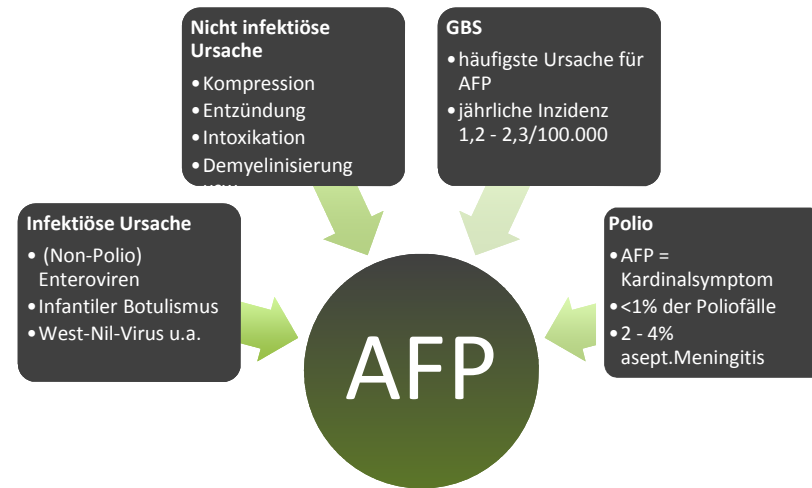 Nicht infektiöse
Ursache
•Kompression
•Entzündung
•Intoxikation
•Demyelinisierung
GBS
•häufigste Ursache für
AFP
•jährliche Inzidenz
1,2 - 2,3/100.000
Infektiöse Ursache
• (Non-Polio)
Enteroviren
•Infantiler Botulismus
•West-Nil-Virus u.a.
Polio
•AFP =
Kardinalsymptom
•<1% der Poliofälle
•2 - 4%
asept.Meningitis
AFP